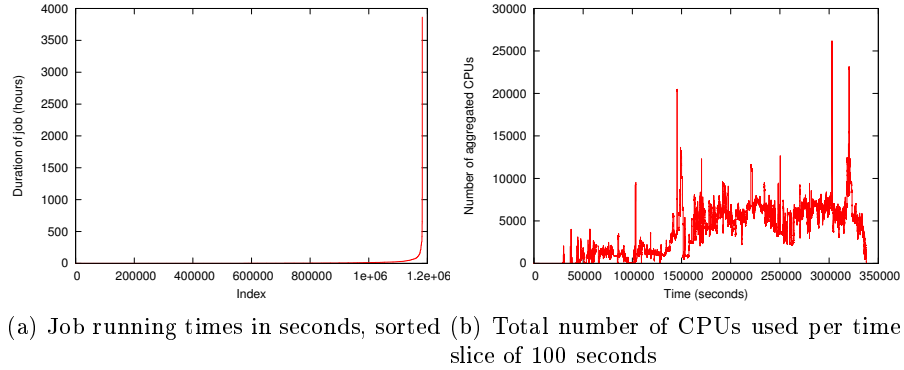 4000
3500
3000
2500
2000
1500
1000
500
0
Duration of job (hours)
0 200000 400000 600000 800000 1e+06 1.2e+06
Index
30000
25000
20000
15000
10000
5000
0
Number of aggregated CPUs
0 50000 100000 150000 200000 250000 300000 350000
Time (seconds)
(a) Job running times in seconds, sorted
(b) Total number of CPUs used per time
slice of 100 seconds